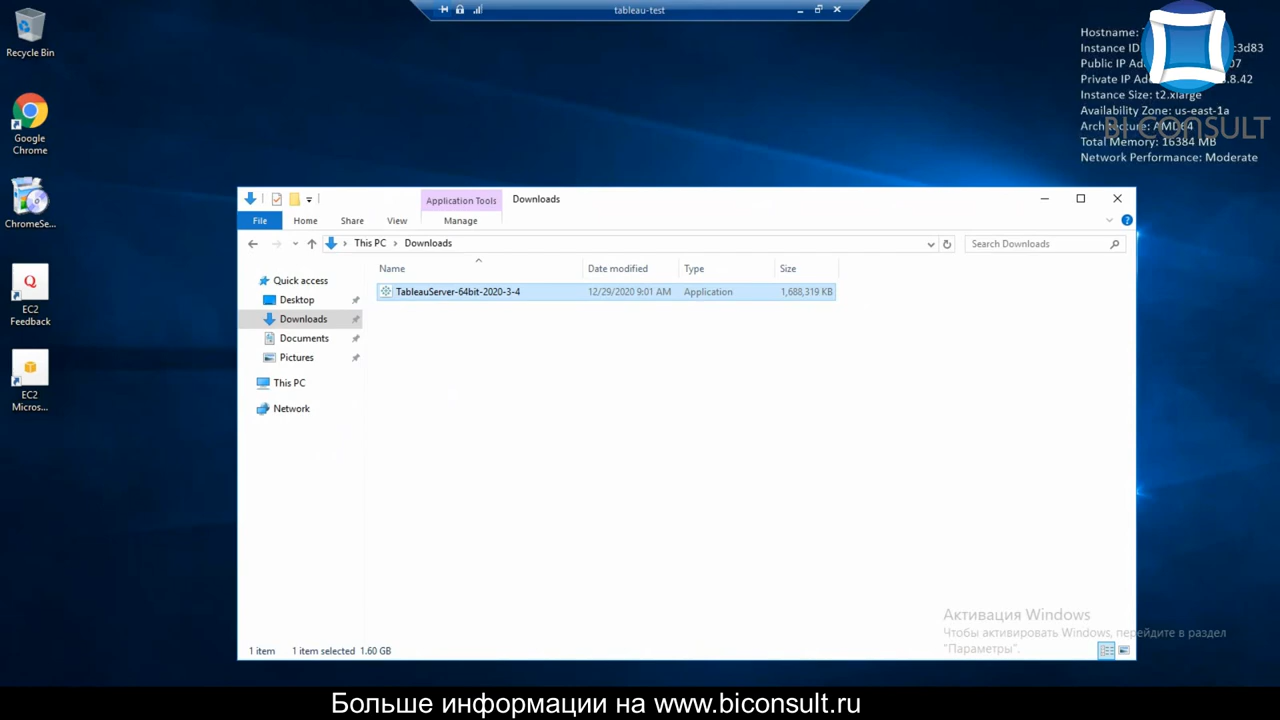 tableau-test
Recycle Bin
Google
Chrome
ChromeSe...
EC2
Feedback
EC2
Micros...
Hostname:
Instance ID c3d83
Public IP Ad 07
Private IP Ad .8.42
Instance Size: t2.xlarge
Availability Zone: us-east-1a
Architecture: AMD64
Total Memory: 16384 MB
Network Performance: Moderate
BI CONSULT
Application Tools
Downloads
File
Home
Share
View
Manage
This PC
Downloads
Search Downloads
Name
Date modified
Type
Size
TableauServer-64bit-2020-3-4
12/29/2020 9:01 AM
Application
1,688,319 KB
Quick access
Desktop
Downloads
Documents
Pictures
This PC
Network
1 item
1 item selected 1.60 GB
Активация Windows
Чтобы активировать Windows, перейдите в раздел
"Параметры".
Больше информации на www.biconsult.ru